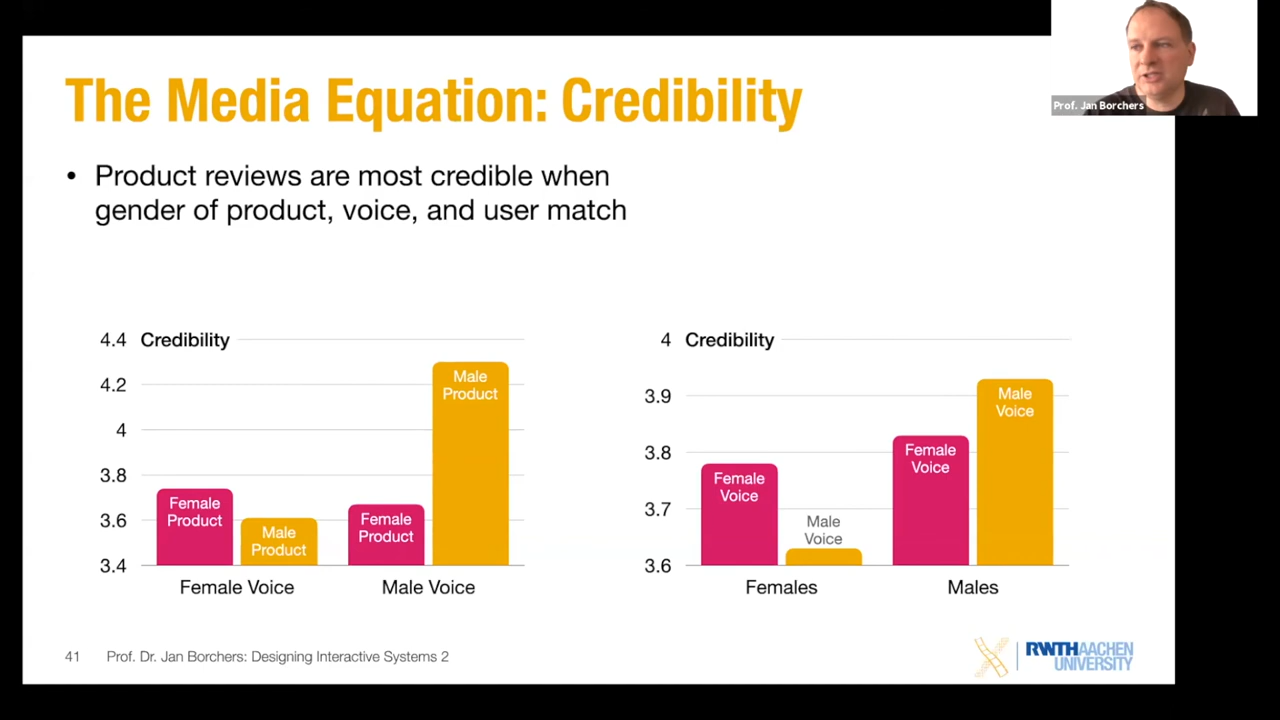 Prof. Jan Borchers
The Media Equation: Credibility
• Product reviews are most credible when
gender of product, voice, and user match
4.4 Credibility
4.2
4
3.8
3.6
3.4
Female
Product
Male
Product
Female
Product
Male
Product
Female Voice
Male Voice
4 Credibility
3.9
3.8
3.7
3.6
Female
Voice
Male
Voice
Female
Voice
Male
Voice
Females
Males
41 Prof. Dr. Jan Borchers: Designing Interactive Systems 2
RWTHAACHEN
UNIVERSITY